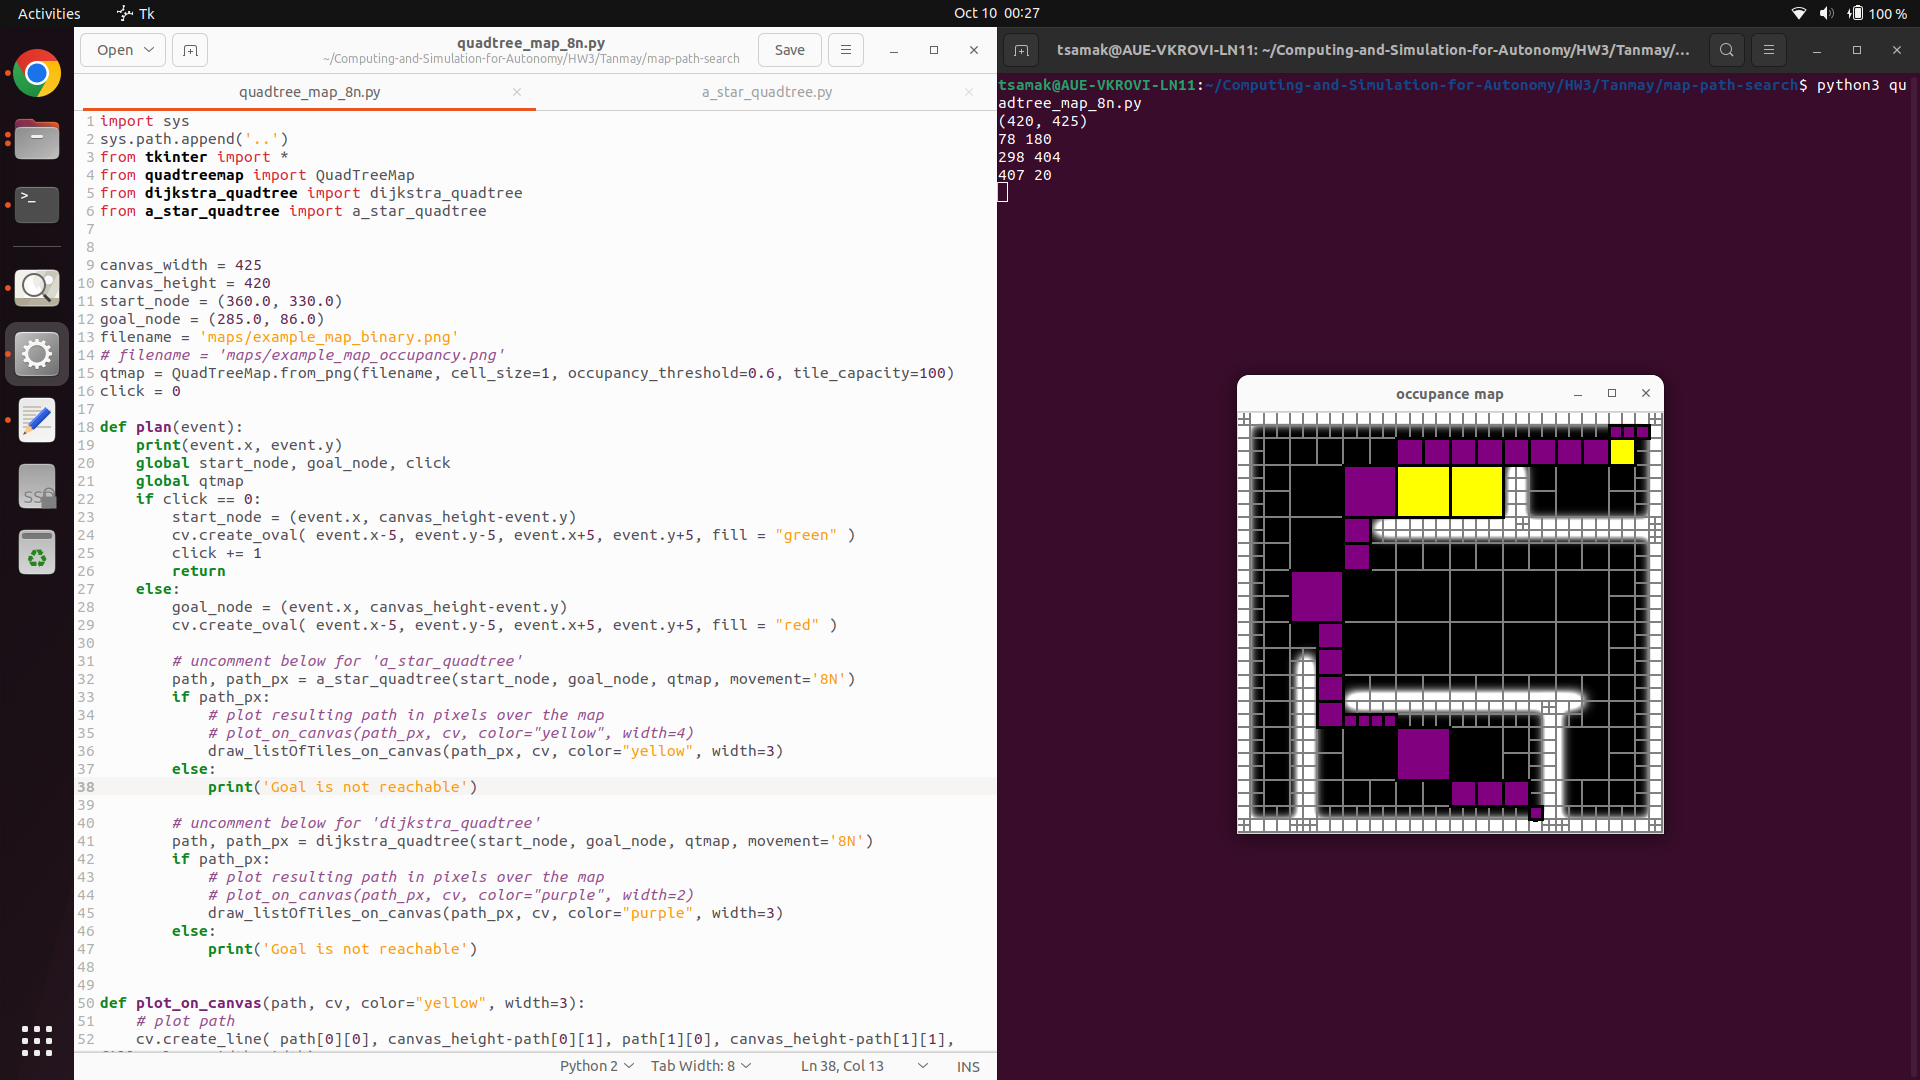 Activities
Tk
Oct 10 00:27
100 %
Open
quadtree_map_8n.py
~/Computing-and-Simulation-for-Autonomy/HW3/Tanmay/map-path-search
Save
quadtree_map_8n.py
a_star_quadtree.py
1 import sys
2 sys.path.append('..')
3 from tkinter import *
4 from quadtreemap import QuadTreeMap
5 from dijkstra_quadtree import dijkstra_quadtree
6 from a_star_quadtree import a_star_quadtree
7
8
9 canvas_width = 425
10 canvas_height = 420
11 start_node = (360.0, 330.0)
12 goal_node = (285.0, 86.0)
13 filename = 'maps/example_map_binary.png'
14 # filename = 'maps/example_map_occupancy.png'
15 qtmap = QuadTreeMap.from_png(filename, cell_size=1, occupancy_threshold=0.6, tile_capacity=100)
16 click = 0
17
18 def plan(event):
19     print(event.x, event.y)
20     global start_node, goal_node, click
21     global qtmap
22     if click == 0:
23         start_node = (event.x, canvas_height-event.y)
24         cv.create_oval( event.x-5, event.y-5, event.x+5, event.y+5, fill = "green" )
25         click += 1
26         return
27     else:
28         goal_node = (event.x, canvas_height-event.y)
29         cv.create_oval( event.x-5, event.y-5, event.x+5, event.y+5, fill = "red" )
30
31         # uncomment below for 'a_star_quadtree'
32         path, path_px = a_star_quadtree(start_node, goal_node, qtmap, movement='8N')
33         if path_px:
34             # plot resulting path in pixels over the map
35             # plot_on_canvas(path_px, cv, color="yellow", width=4)
36             draw_listOfTiles_on_canvas(path_px, cv, color="yellow", width=3)
37         else:
38             print('Goal is not reachable')
39
40         # uncomment below for 'dijkstra_quadtree'
41         path, path_px = dijkstra_quadtree(start_node, goal_node, qtmap, movement='8N')
42         if path_px:
43             # plot resulting path in pixels over the map
44             # plot_on_canvas(path_px, cv, color="purple", width=2)
45             draw_listOfTiles_on_canvas(path_px, cv, color="purple", width=3)
46         else:
47             print('Goal is not reachable')
48
49
50 def plot_on_canvas(path, cv, color="yellow", width=3):
51     # plot path
52     cv.create_line( path[0][0], canvas_height-path[0][1], path[1][0], canvas_height-path[1][1],
Python 2
Tab Width: 8
Ln 38, Col 13
INS
tsamak@AUE-VKROVI-LN11: ~/Computing-and-Simulation-for-Autonomy/HW3/Tanmay/...
tsamak@AUE-VKROVI-LN11:~/Computing-and-Simulation-for-Autonomy/HW3/Tanmay/map-path-search$ python3 qu
adtree_map_8n.py
(420, 425)
78 180
298 404
407 20
occupance map
SS